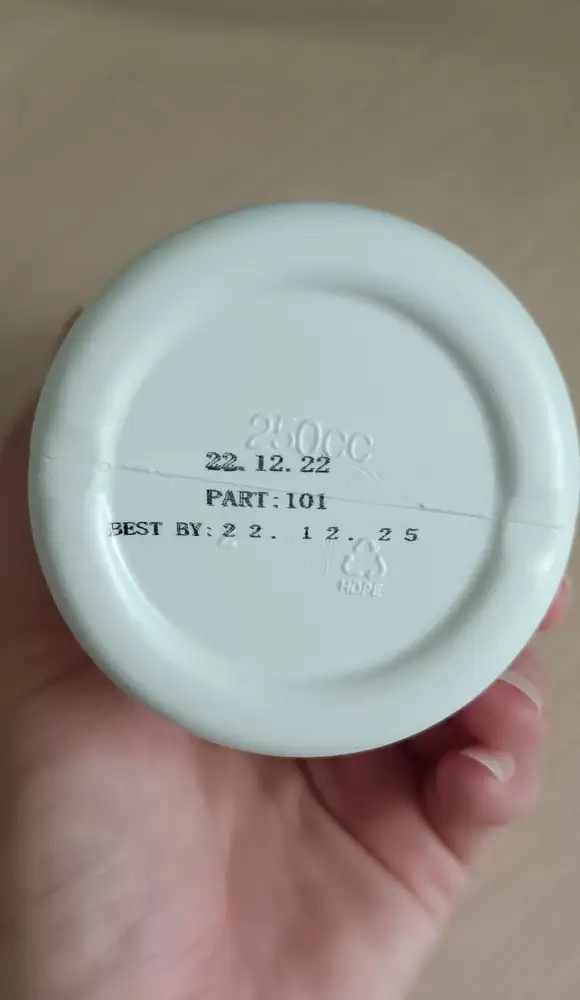 250cc
22.12.22
PART:101
BEST BY:22.12.25
HDPE